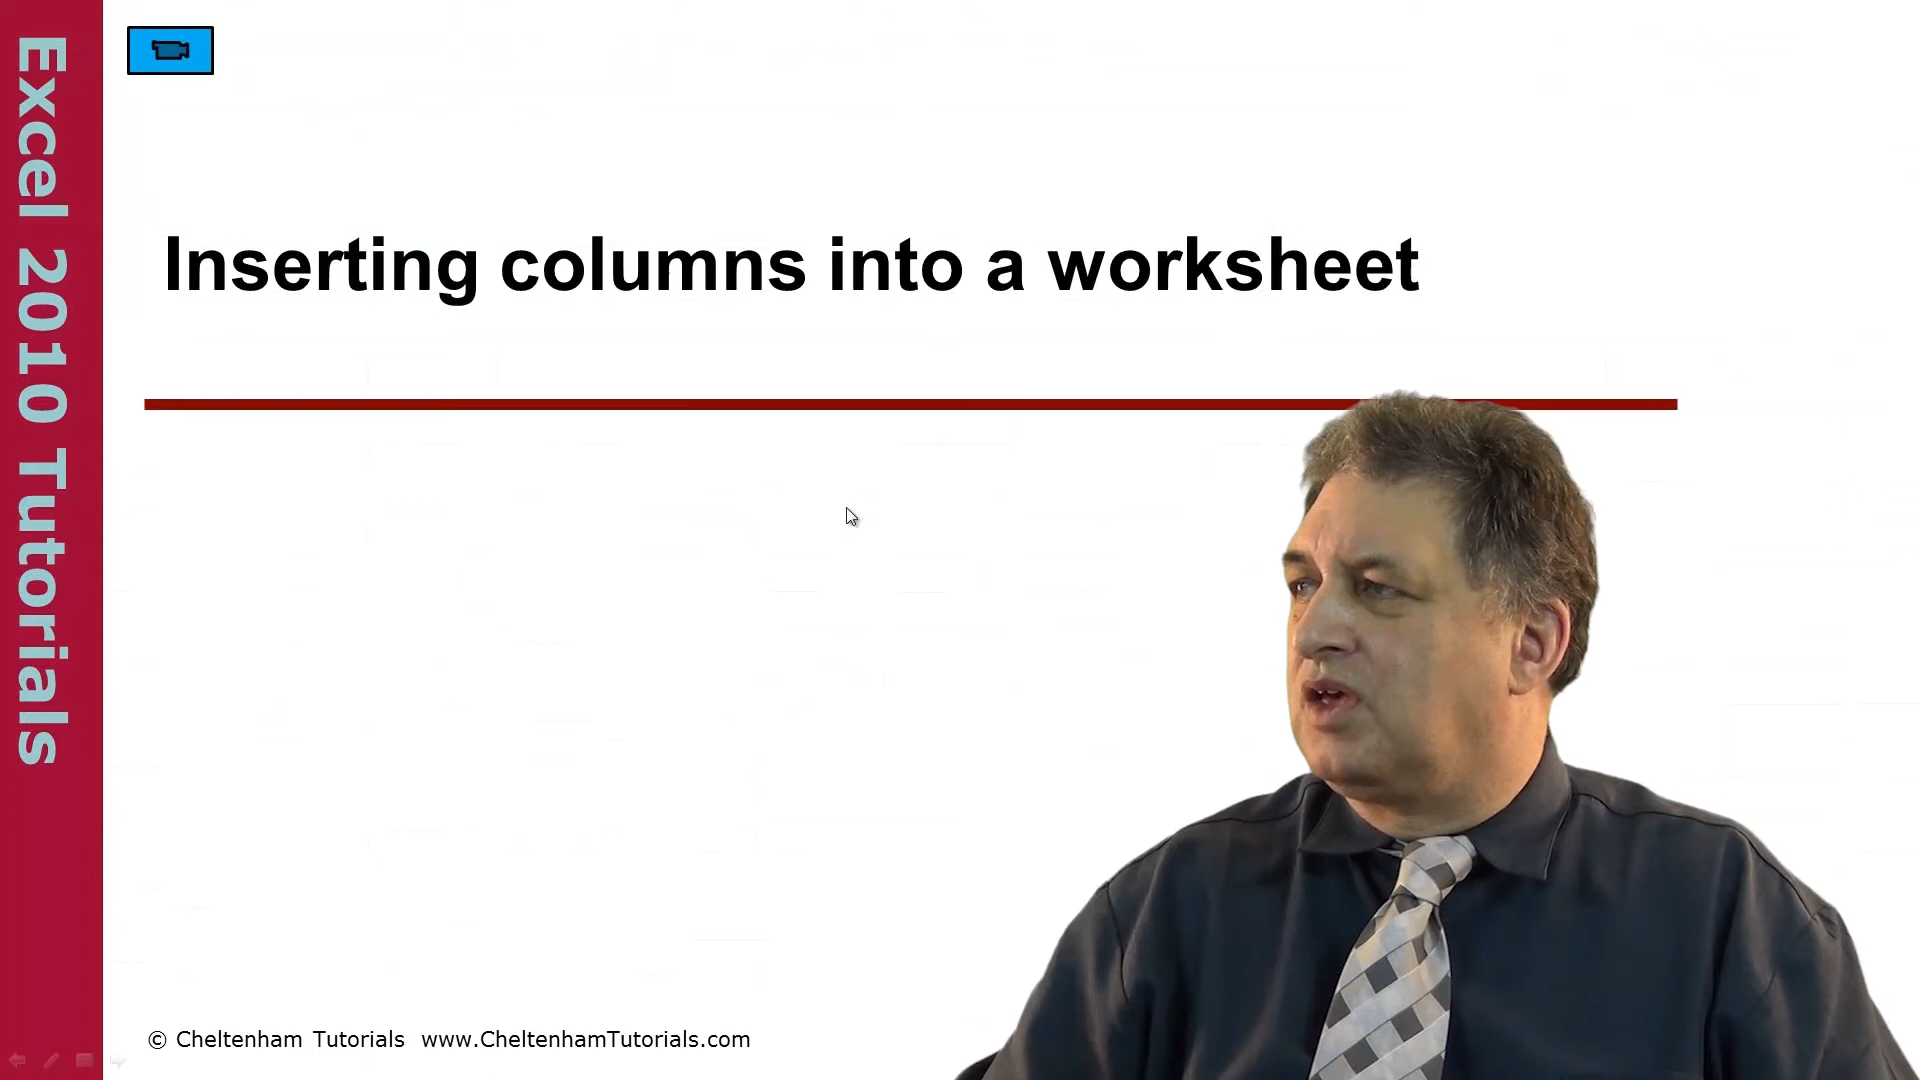 Excel 2010 Tutorials
Inserting columns into a worksheet
© Cheltenham Tutorials www.CheltenhamTutorials.com